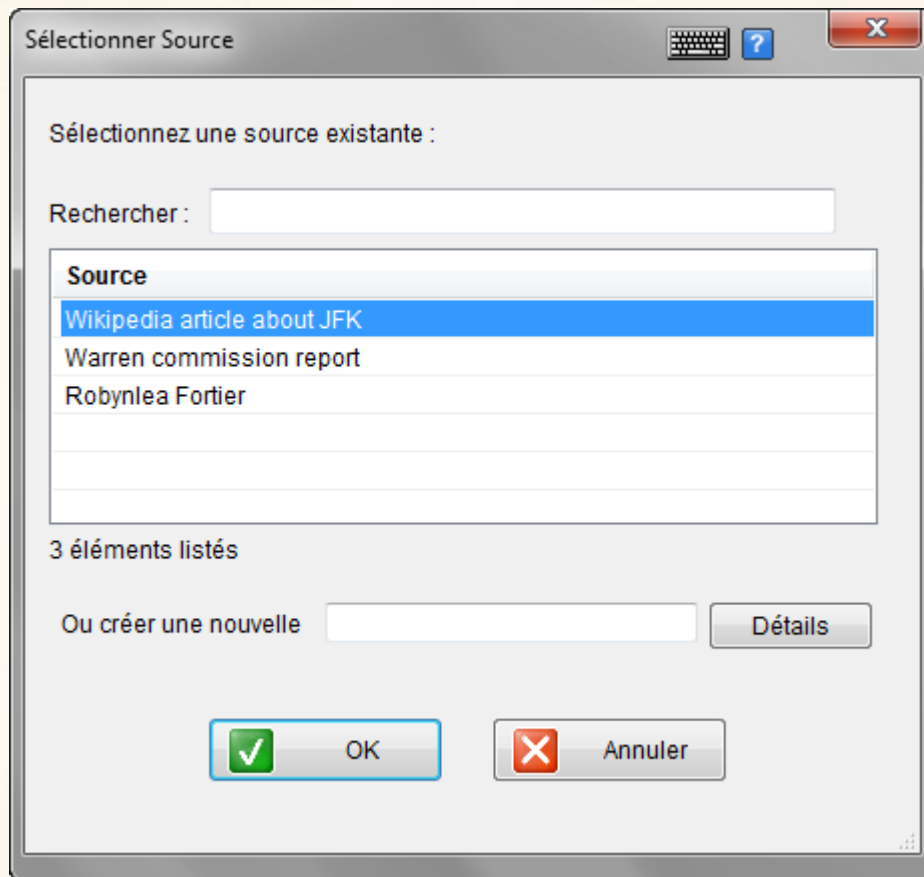 Sélectionner Source
?
Sélectionnez une source existante :
Rechercher :
Source
Wikipedia article about JFK
Warren commission report
Robynlea Fortier
3 éléments listés
Ou créer une nouvelle
Détails
OK
Annuler